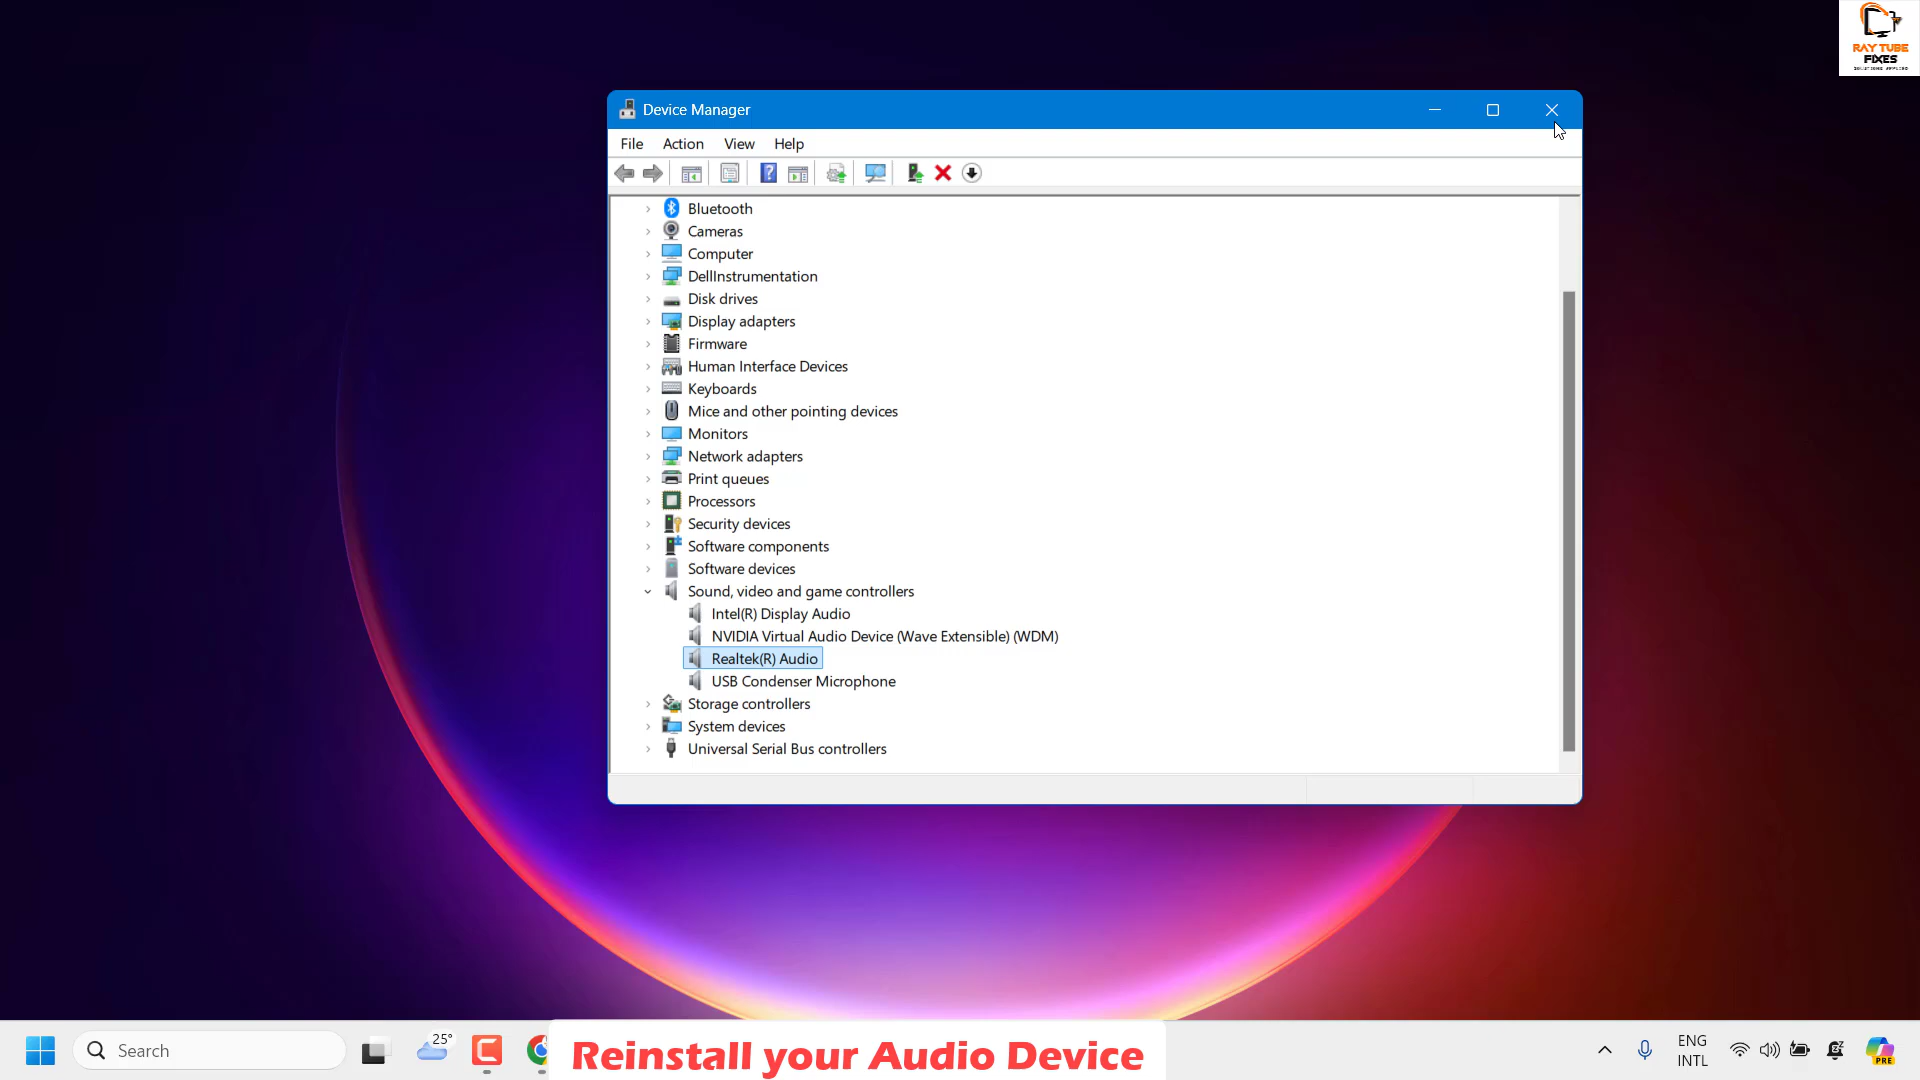 RAY TUBE
FIXES
Device Manager
File Action View Help
Bluetooth
Cameras
Computer
DellInstrumentation
Disk drives
Display adapters
Firmware
Human Interface Devices
Keyboards
Mice and other pointing devices
Monitors
Network adapters
Print queues
Processors
Security devices
Software components
Software devices
Sound, video and game controllers
Intel(R) Display Audio
NVIDIA Virtual Audio Device (Wave Extensible) (WDM)
Realtek(R) Audio
USB Condenser Microphone
Storage controllers
System devices
Universal Serial Bus controllers
Search
25°
Reinstall your Audio Device
ENG
INTL
PRE